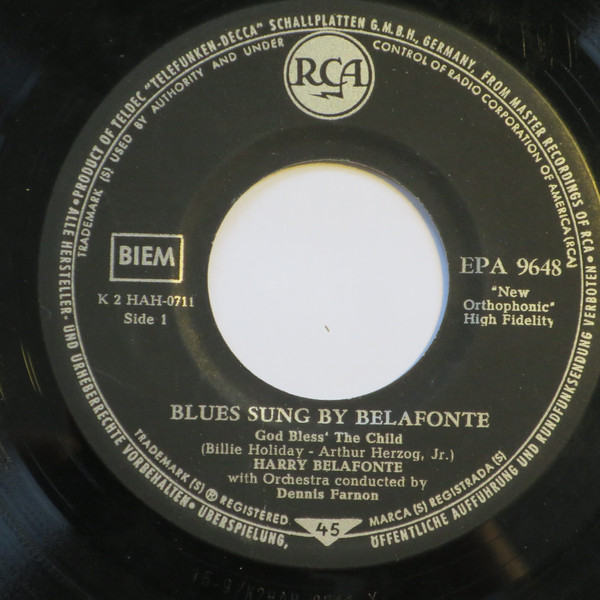 • PRODUCT OF TELDEC "TELEFUNKEN-DECCA" SCHALLPLATTEN G.M.B.H., GERMANY, FROM MASTER RECORDINGS OF RCA •
TRADEMARK (S) USED BY AUTHORITY AND UNDER CONTROL OF RADIO CORPORATION OF AMERICA (RCA)
RCA
BIEM
K 2 HAH-0711
Side 1
EPA 9648
"New
Orthophonic"
High Fidelity
BLUES SUNG BY BELAFONTE
God Bless' The Child
(Billie Holiday - Arthur Herzog, Jr.)
HARRY BELAFONTE
with Orchestra conducted by
Dennis Farnon
TRADEMARK (S) ® REGISTERED
45
MARCA (S) REGISTRADA (S)
ALLE HERSTELLER- UND URHEBERRECHTE VORBEHALTEN • ÜBERSPIELUNG, ÖFFENTLICHE AUFFÜHRUNG UND RUNDFUNKSENDUNG VERBOTEN